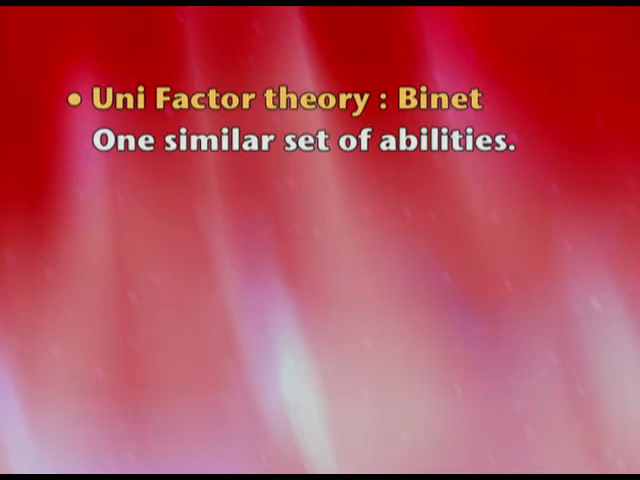 • Uni Factor theory : Binet
One similar set of abilities.